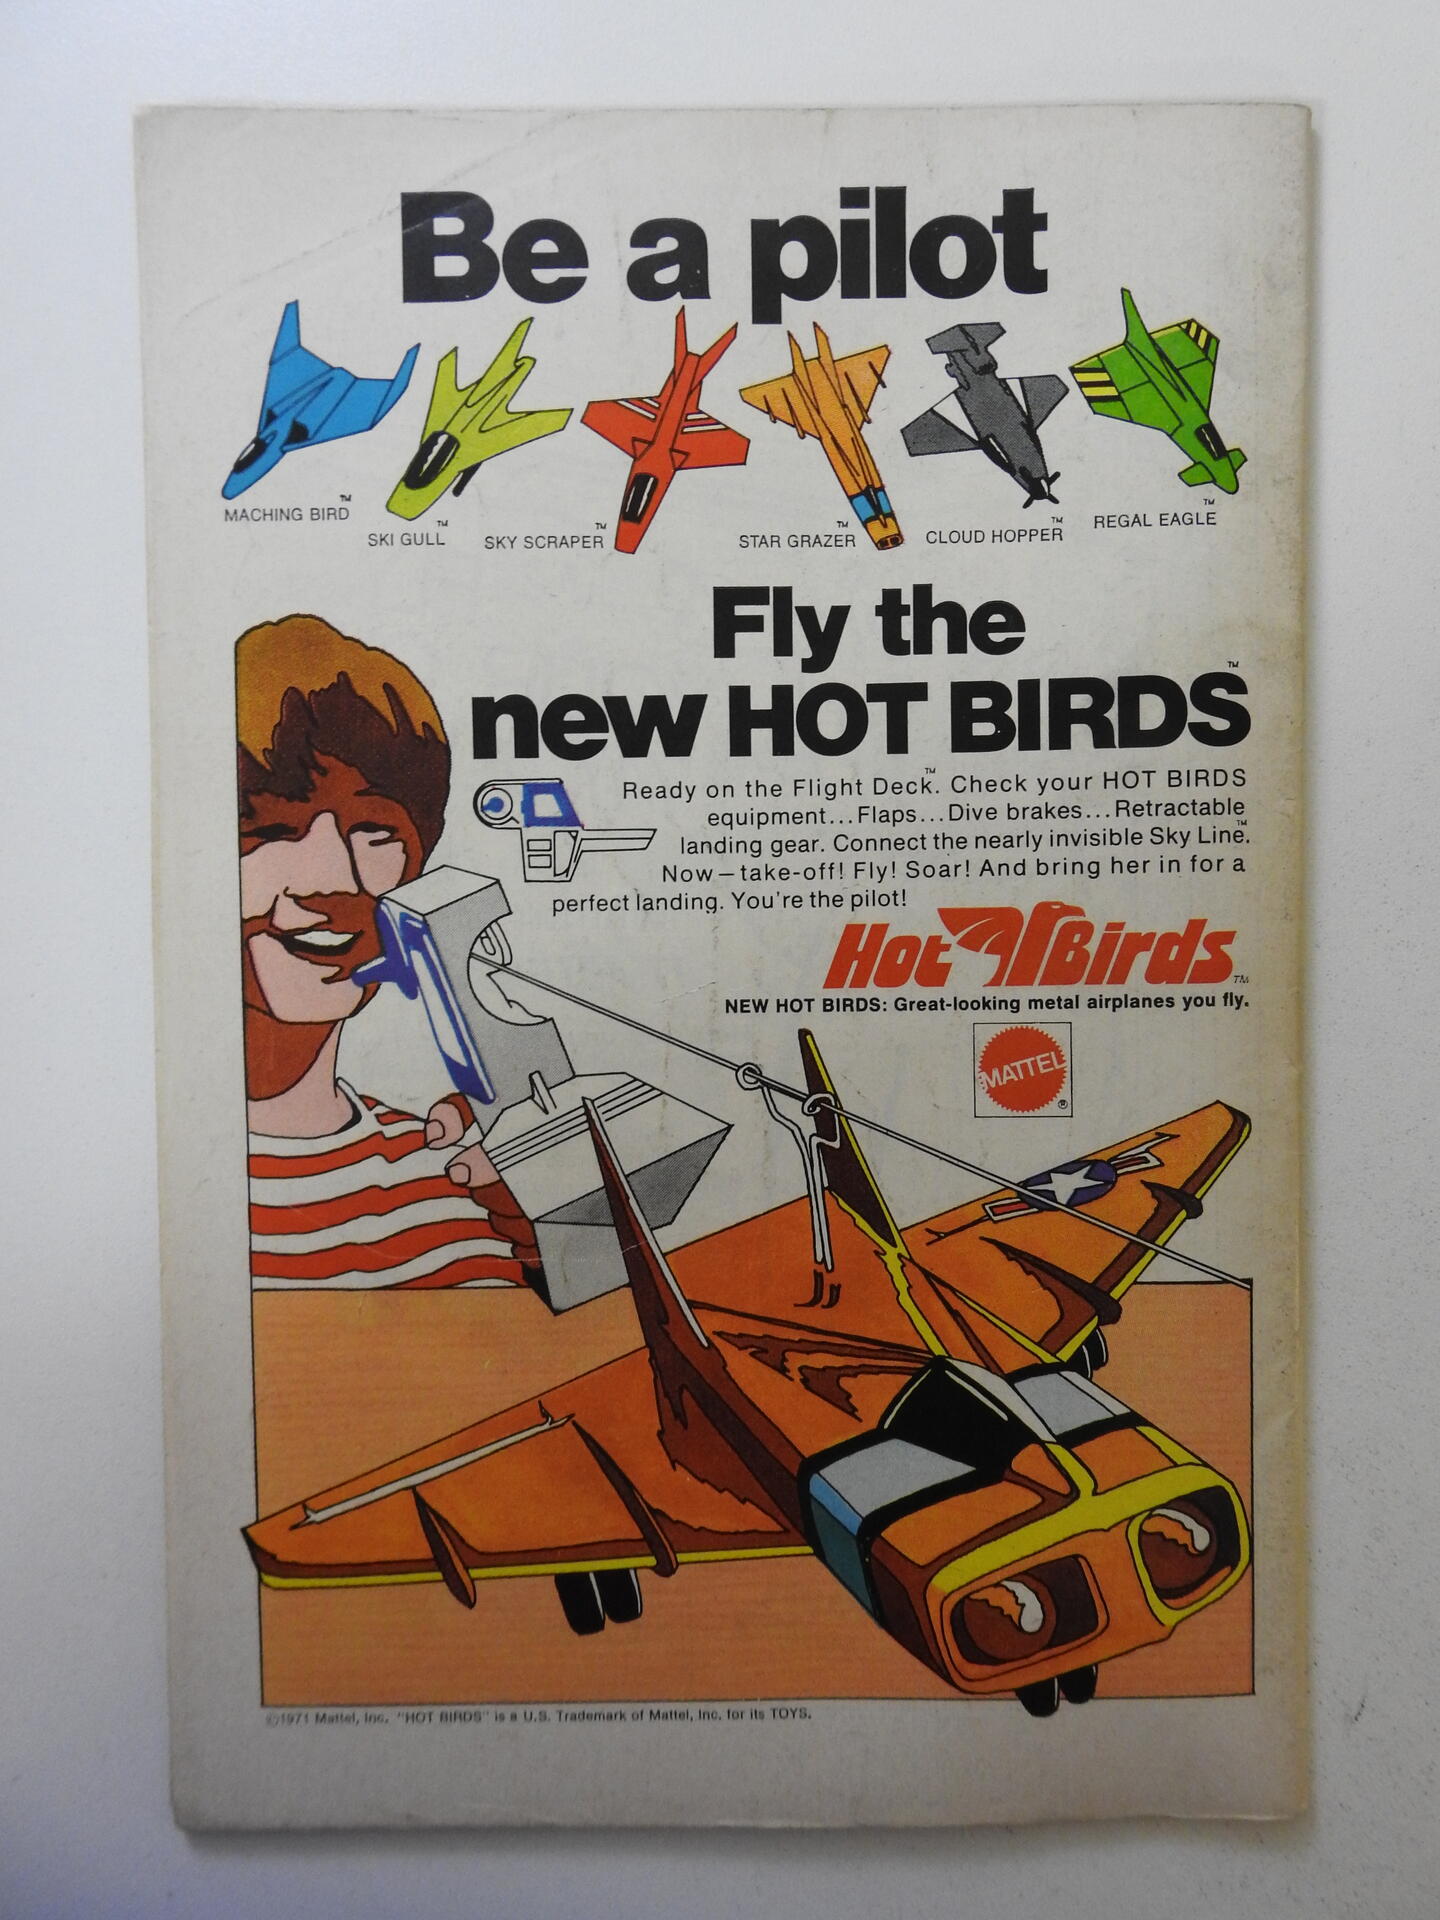 Be a pilot
MACHING BIRD™
SKI GULL™
SKY SCRAPER™
STAR GRAZER™
CLOUD HOPPER™
REGAL EAGLE™
Fly the
new HOT BIRDS™
Ready on the Flight Deck™. Check your HOT BIRDS
equipment...Flaps...Dive brakes...Retractable
landing gear. Connect the nearly invisible Sky Line™.
Now—take-off! Fly! Soar! And bring her in for a
perfect landing. You're the pilot!
Hot Birds™
NEW HOT BIRDS: Great-looking metal airplanes you fly.
MATTEL®
©1971 Mattel, Inc. "HOT BIRDS" is a U.S. Trademark of Mattel, Inc. for its TOYS.